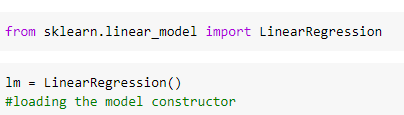 from sklearn.linear_model import LinearRegression
lm = LinearRegression()
#loading the model constructor